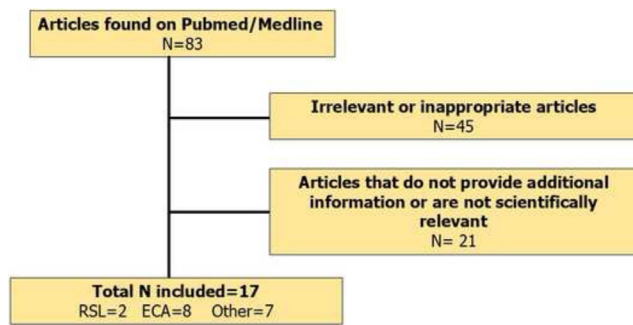 Articles found on Pubmed/Medline
N=83
Irrelevant or inappropriate articles
N=45
Articles that do not provide additional
information or are not scientifically
relevant
N= 21
Total N included=17
RSL=2 ECA=8 Other=7